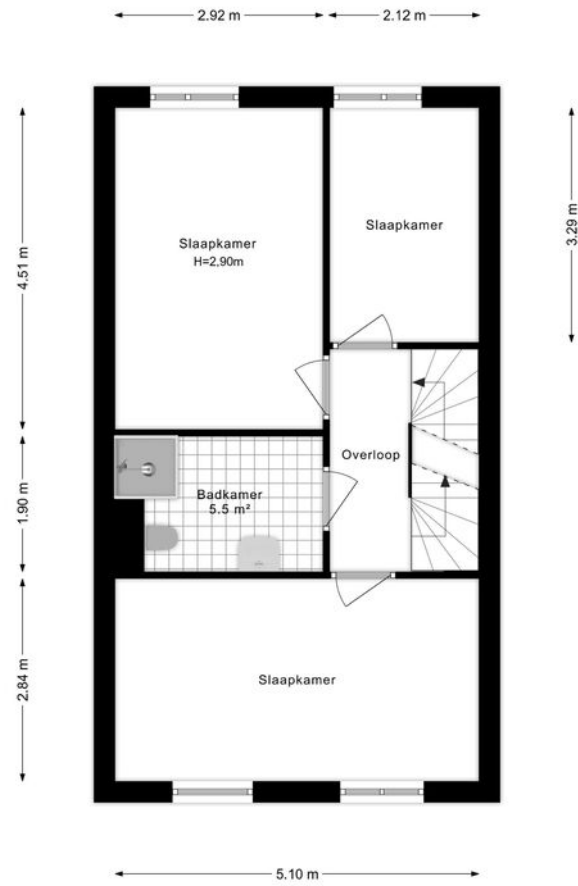 2.92 m
2.12 m
4.51 m
3.29 m
Slaapkamer
H=2,90m
Slaapkamer
Overloop
1.90 m
Badkamer
5.5 m²
2.84 m
Slaapkamer
5.10 m